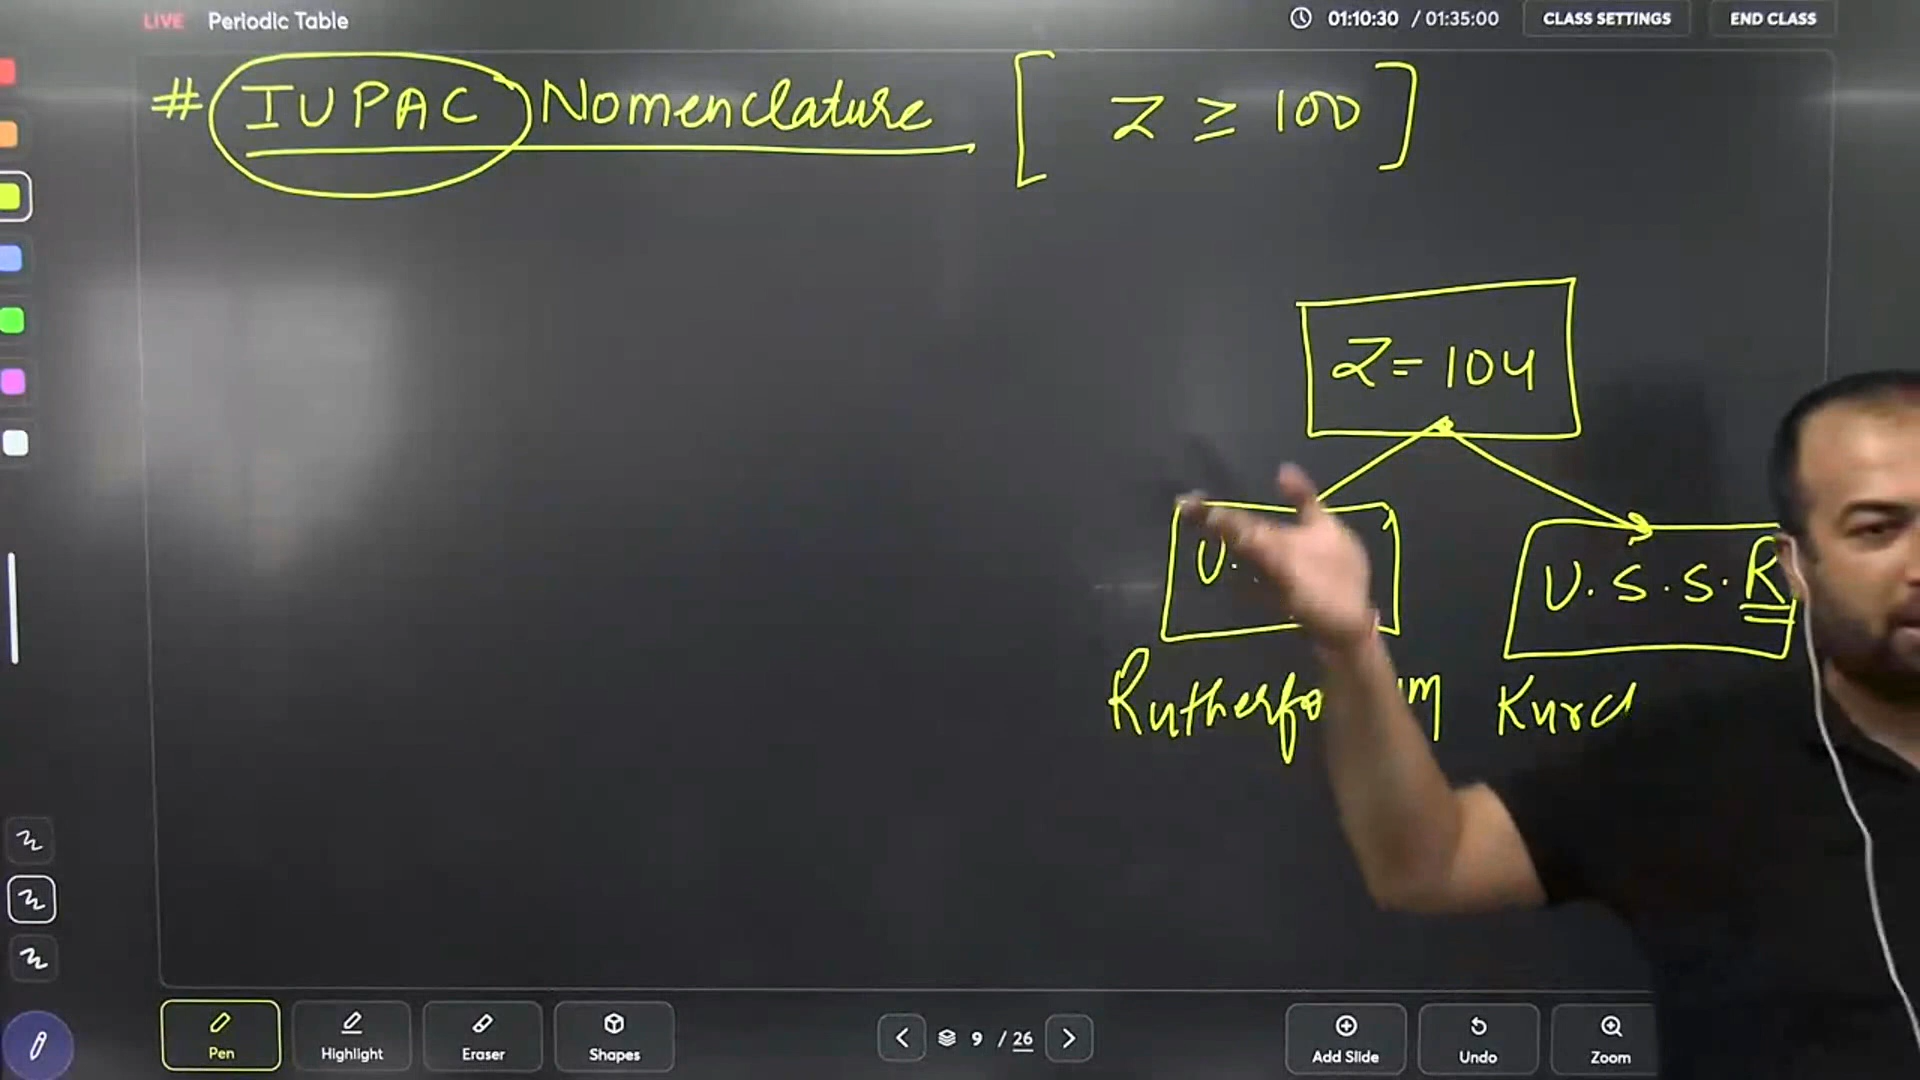 LIVE Periodic Table 01:10:30 / 01:35:00 CLASS SETTINGS END CLASS
# IUPAC Nomenclature [ Z ≥ 100 ]
Z = 104
U. U.S.S.R
Pen Highlight Eraser Shapes 9 / 26 Add Slide Undo Zoom